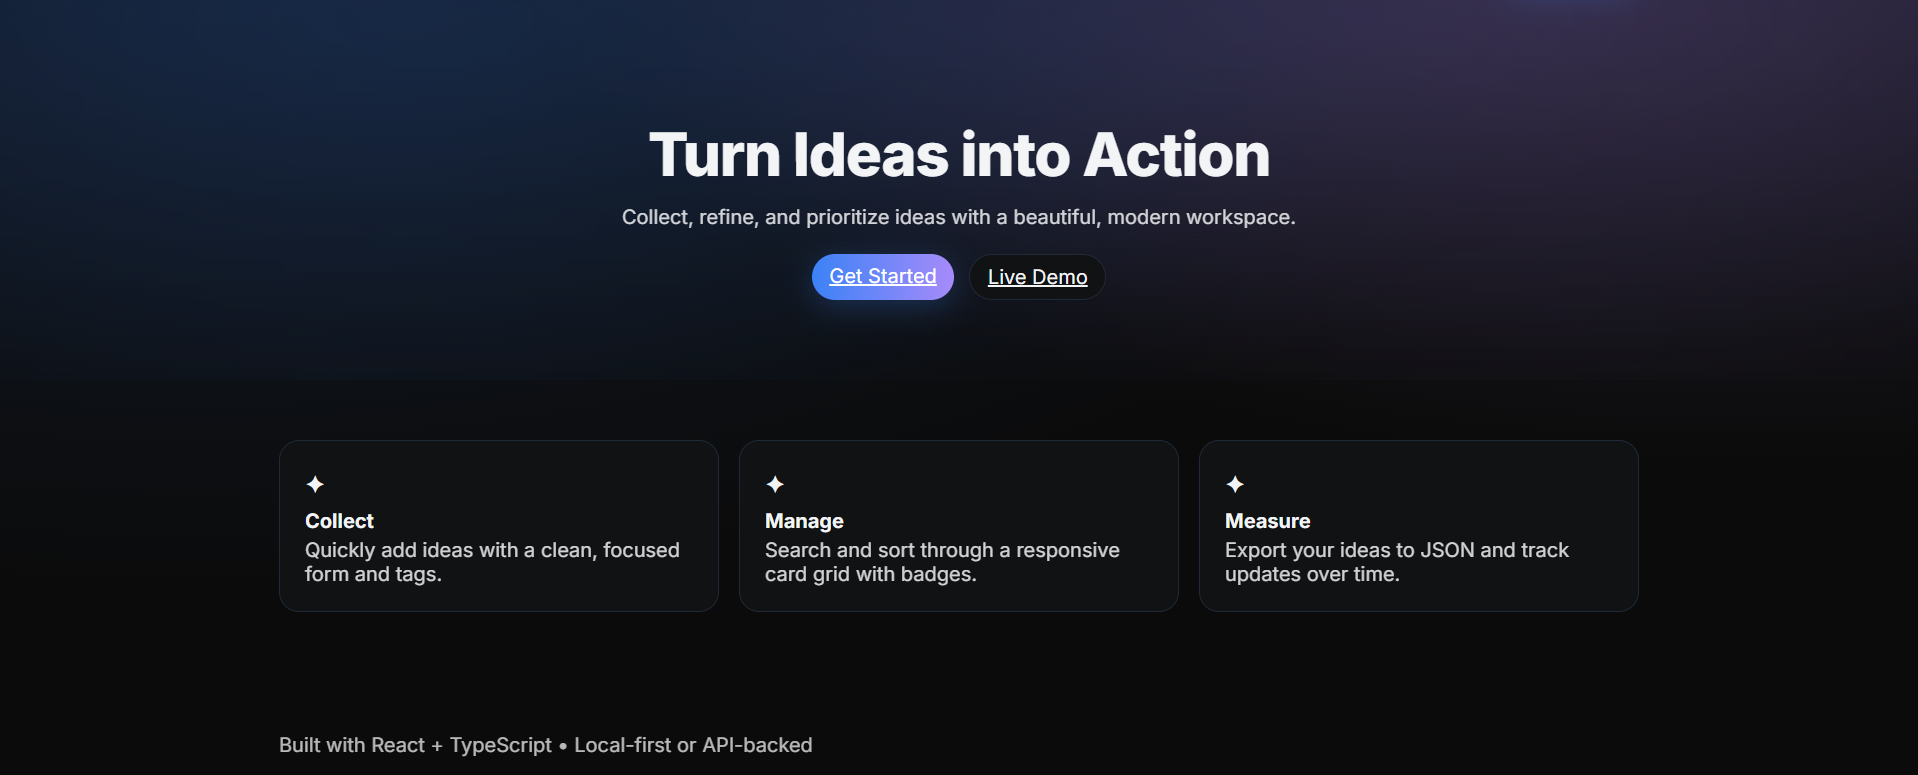 Turn Ideas into Action
Collect, refine, and prioritize ideas with a beautiful, modern workspace.
Get Started
Live Demo
Collect
Quickly add ideas with a clean, focused
form and tags.
Manage
Search and sort through a responsive
card grid with badges.
Measure
Export your ideas to JSON and track
updates over time.
Built with React + TypeScript • Local-first or API-backed